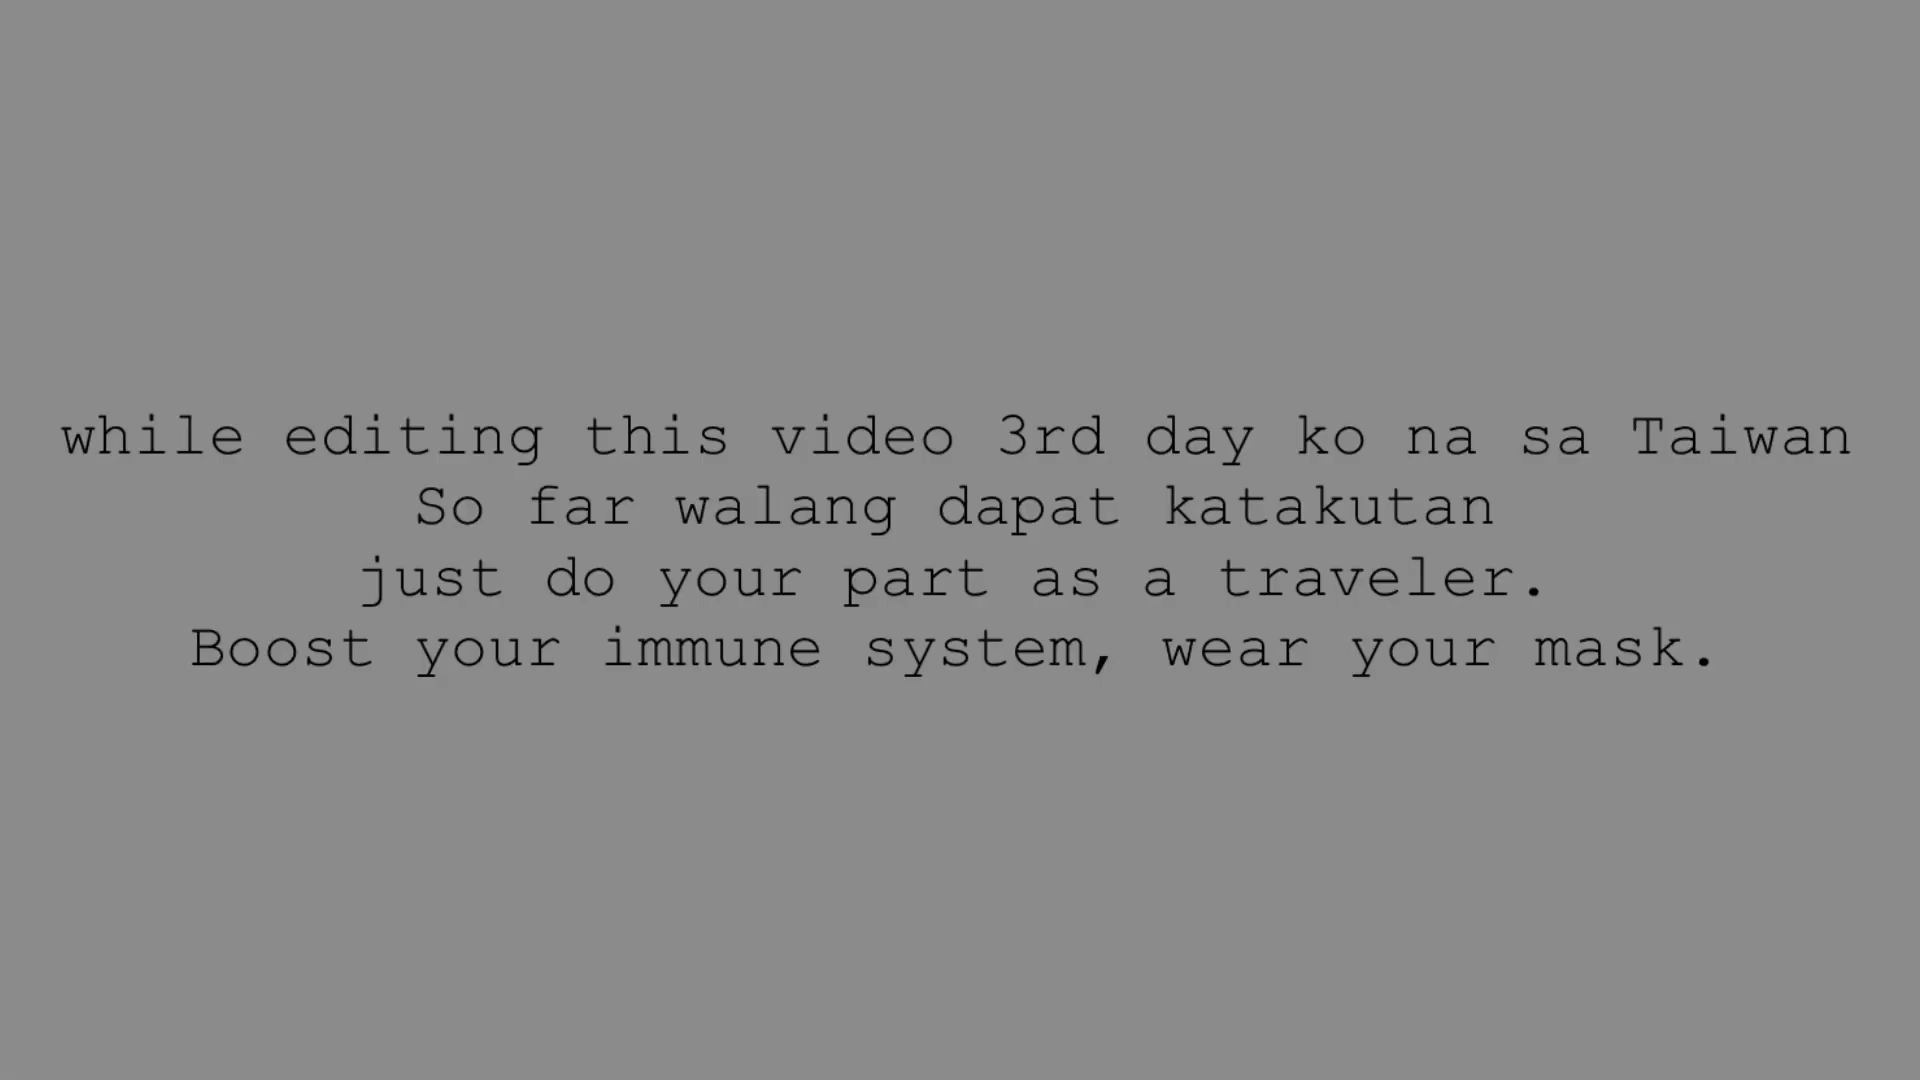 while editing this video 3rd day ko na sa Taiwan
So far walang dapat katakutan
just do your part as a traveler.
Boost your immune system, wear your mask.